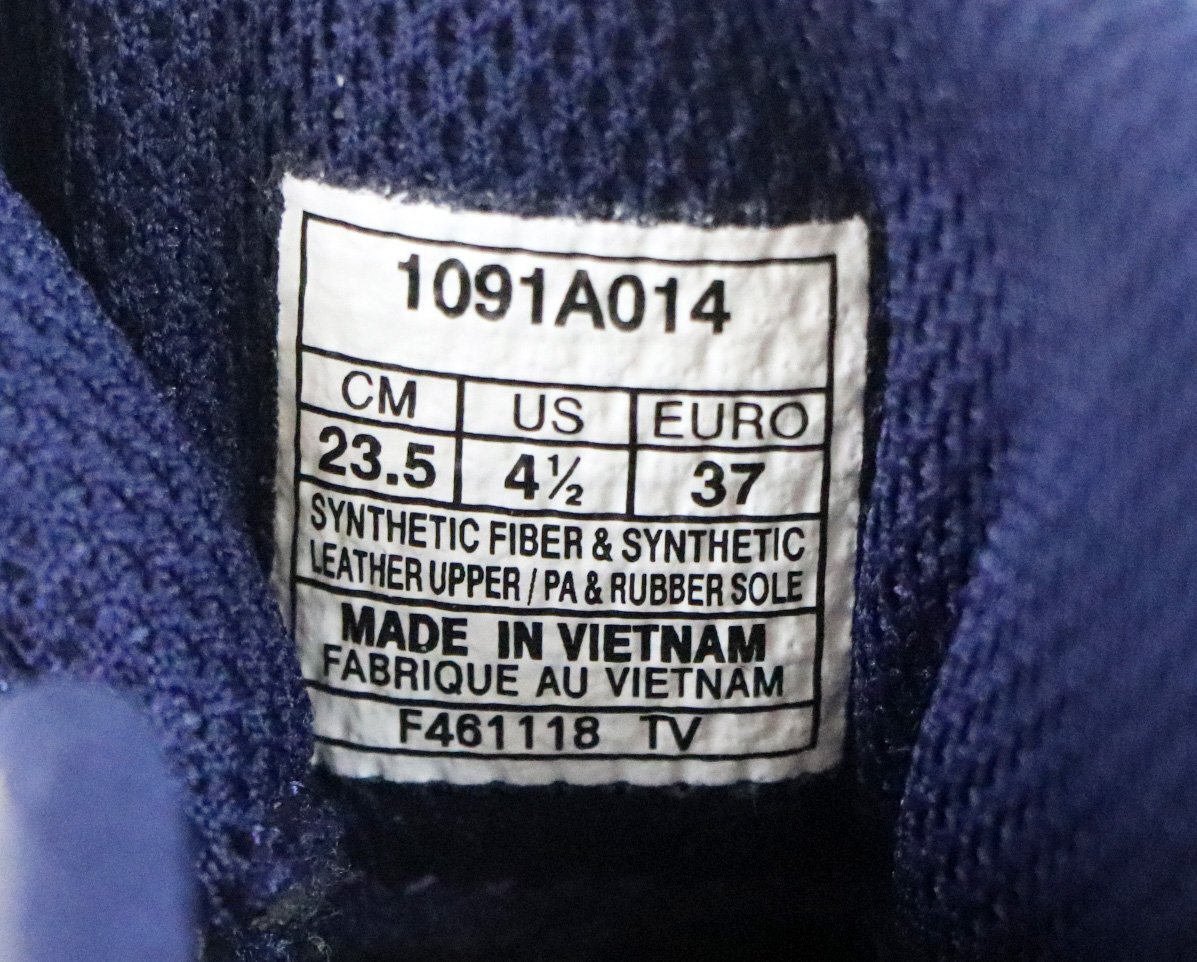 1091A014
CM US EURO
23.5 4½ 37
SYNTHETIC FIBER & SYNTHETIC
LEATHER UPPER / PA & RUBBER SOLE
MADE IN VIETNAM
FABRIQUE AU VIETNAM
F461118 TV